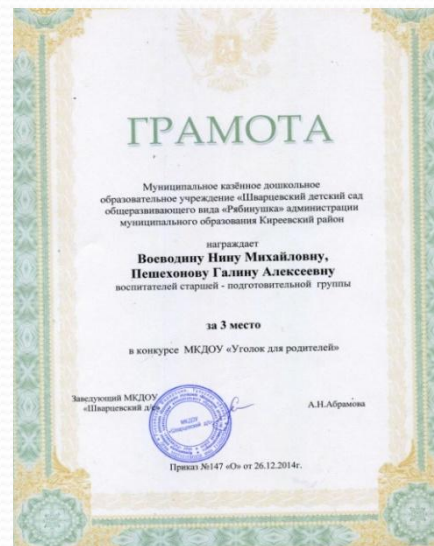 ГРАМОТА
Муниципальное казённое дошкольное
образовательное учреждение «Шварцевский детский сад
общеразвивающего вида «Рябинушка» администрации
муниципального образования Киреевский район
награждает
Воеводину Нину Михайловну,
Пешехонову Галину Алексеевну
воспитателей старшей - подготовительной группы
за 3 место
в конкурсе МКДОУ «Уголок для родителей»
Заведующий МКДОУ
«Шварцевский д/с»
А.Н.Абрамова
МКДОУ
«Шварцевский д/с»
Приказ №147 «О» от 26.12.2014г.